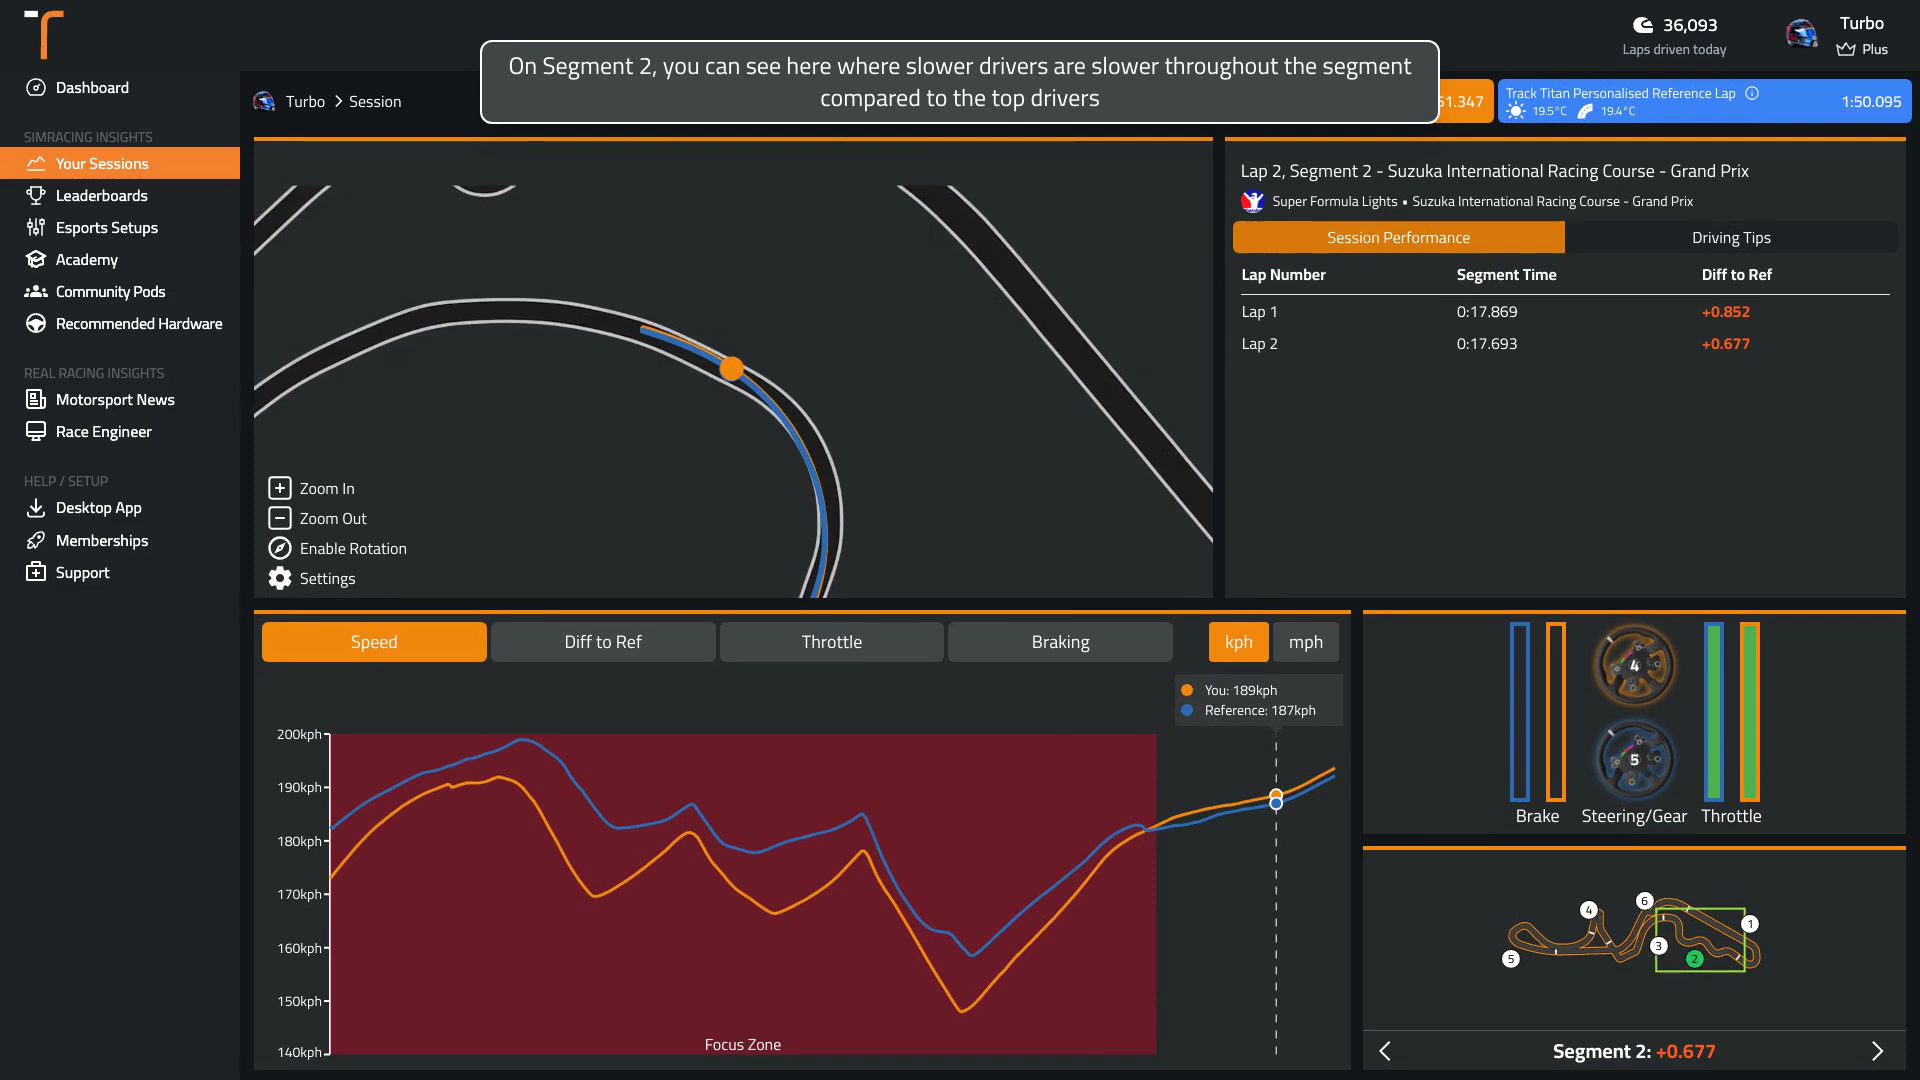 36,093
Laps driven today
Turbo
Plus
On Segment 2, you can see here where slower drivers are slower throughout the segment
compared to the top drivers
Dashboard
SIMRACING INSIGHTS
Your Sessions
Leaderboards
Esports Setups
Academy
Community Pods
Recommended Hardware
REAL RACING INSIGHTS
Motorsport News
Race Engineer
HELP / SETUP
Desktop App
Memberships
Support
Turbo > Session
51.347
Track Titan Personalised Reference Lap
19.5°C 19.4°C
1:50.095
Zoom In
Zoom Out
Enable Rotation
Settings
Lap 2, Segment 2 - Suzuka International Racing Course - Grand Prix
Super Formula Lights • Suzuka International Racing Course - Grand Prix
Session Performance Driving Tips
Lap Number Segment Time Diff to Ref
Lap 1 0:17.869 +0.852
Lap 2 0:17.693 +0.677
Speed Diff to Ref Throttle Braking kph mph
You: 189kph
Reference: 187kph
200kph
190kph
180kph
170kph
160kph
150kph
140kph
Focus Zone
4
5
Brake Steering/Gear Throttle
6
4
1
3
5
2
Segment 2: +0.677